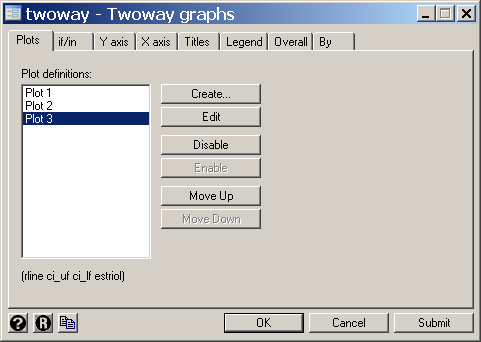 twoway - Twoway graphs
Plots if/in Y axis X axis Titles Legend Overall By
Plot definitions:
Plot 1
Plot 2
Plot 3
Create...
Edit
Disable
Enable
Move Up
Move Down
(rline ci_uf ci_lf estriol)
? R OK Cancel Submit